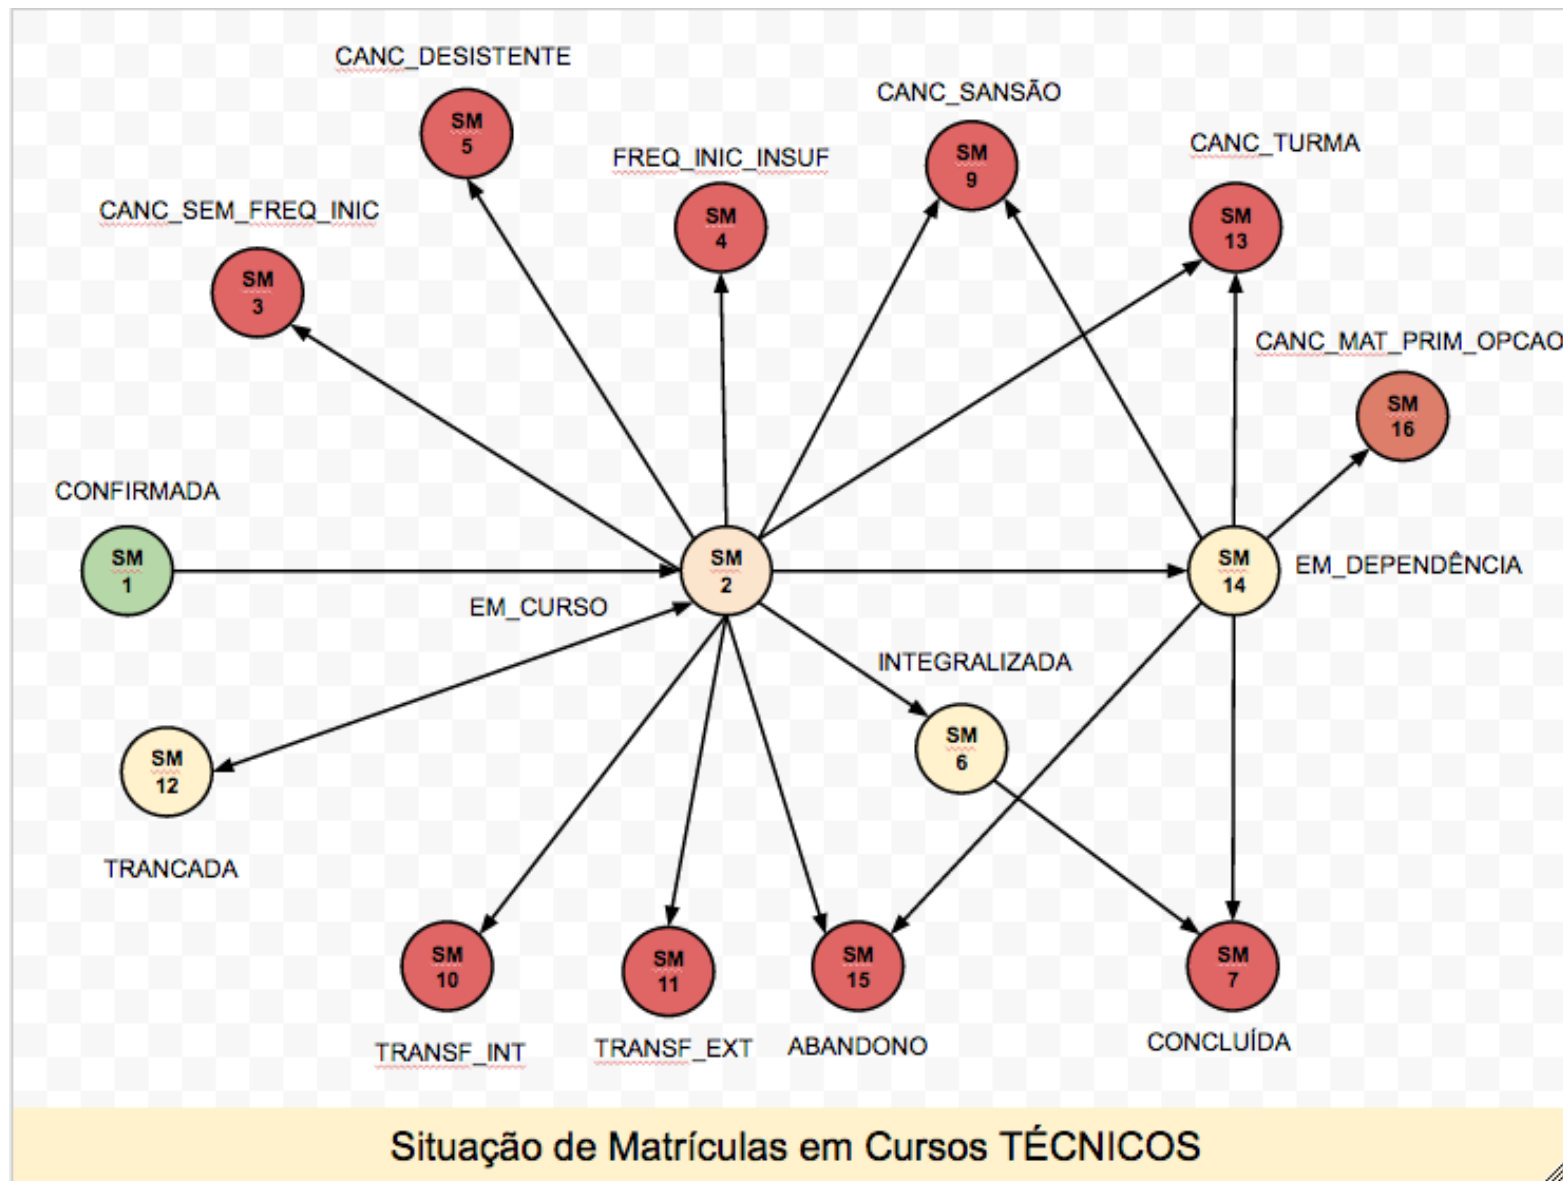 CANC_DESISTENTE
SM
5
CANC_SANSÃO
SM
9
FREQ_INIC_INSUF
SM
4
CANC_TURMA
SM
13
CANC_SEM_FREQ_INIC
SM
3
CANC_MAT_PRIM_OPCAO
SM
16
CONFIRMADA
SM
1
EM_CURSO
SM
2
SM
14
EM_DEPENDÊNCIA
INTEGRALIZADA
SM
6
SM
12
TRANCADA
SM
10
TRANSF_INT
SM
11
TRANSF_EXT
SM
15
ABANDONO
SM
7
CONCLUÍDA
Situação de Matrículas em Cursos TÉCNICOS